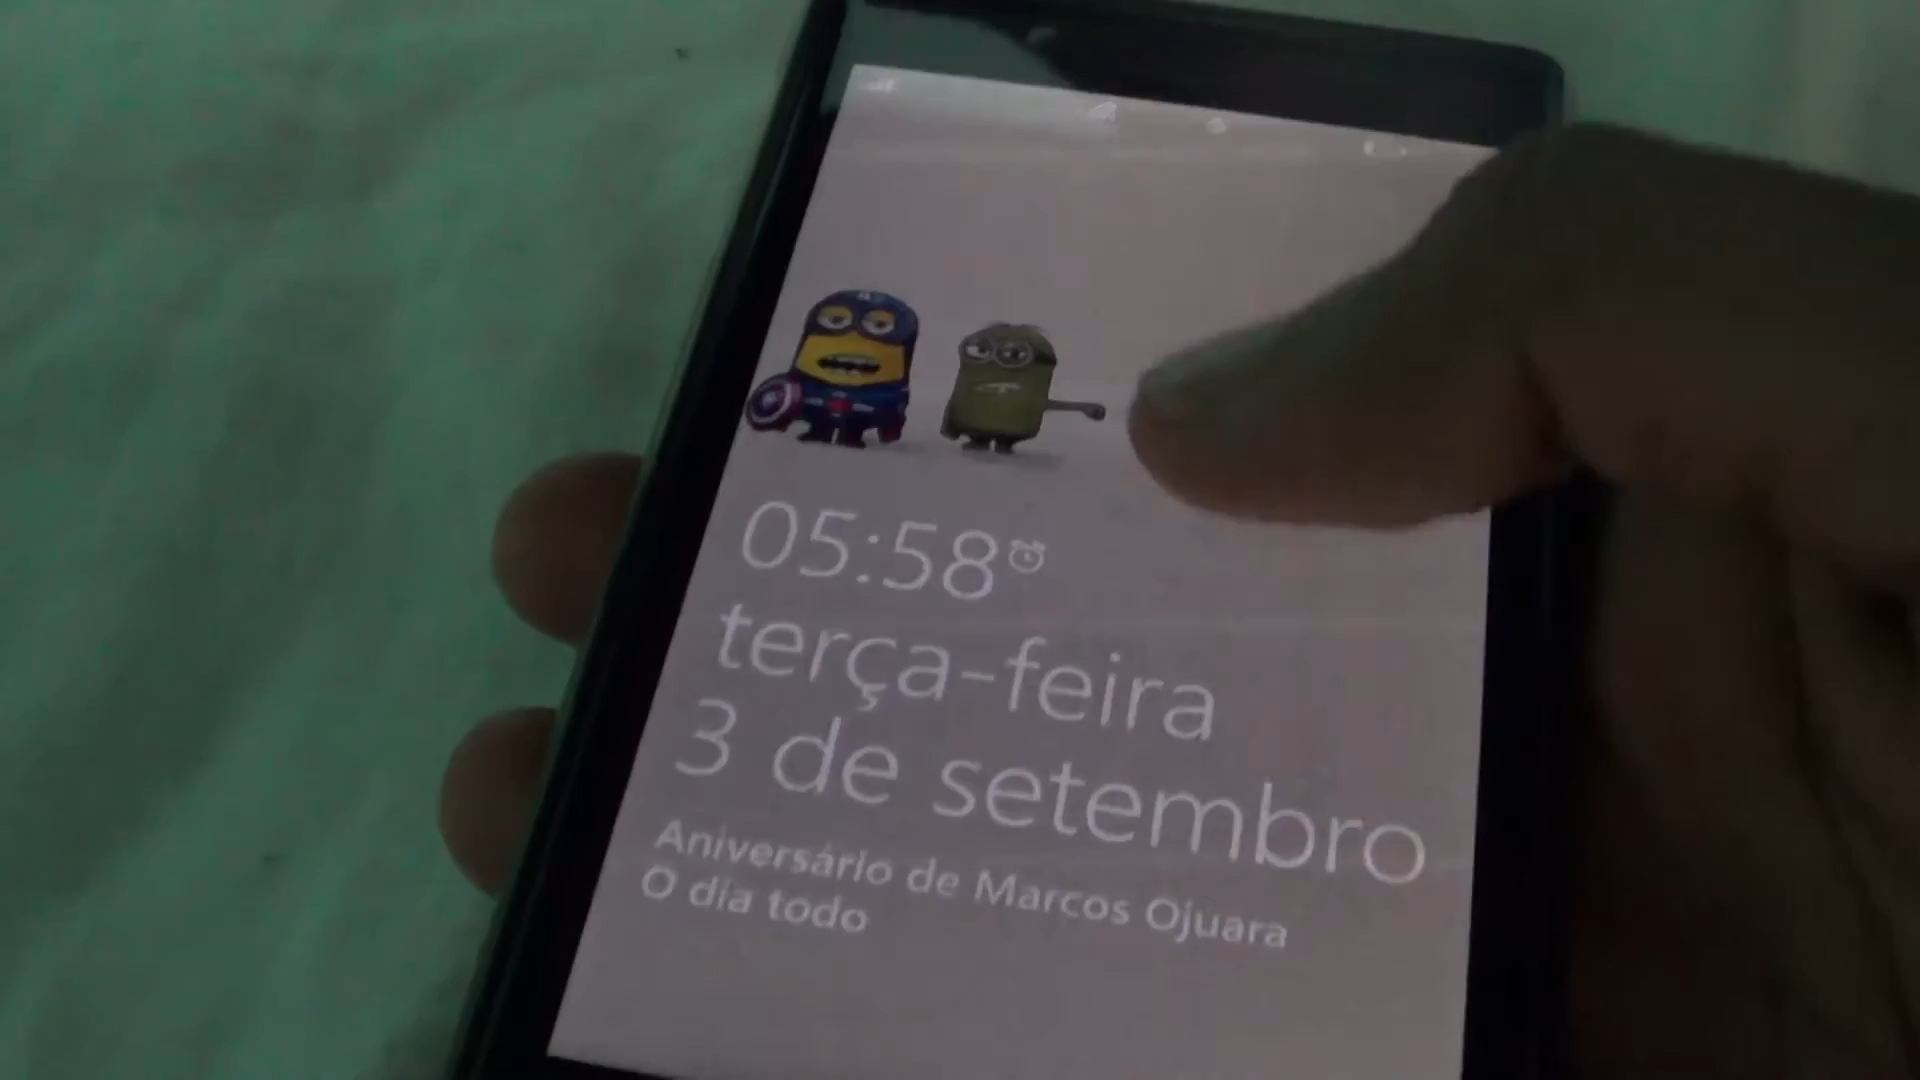 05:58
terça-feira
3 de setembro
Aniversário de Marcos Ojuara
O dia todo